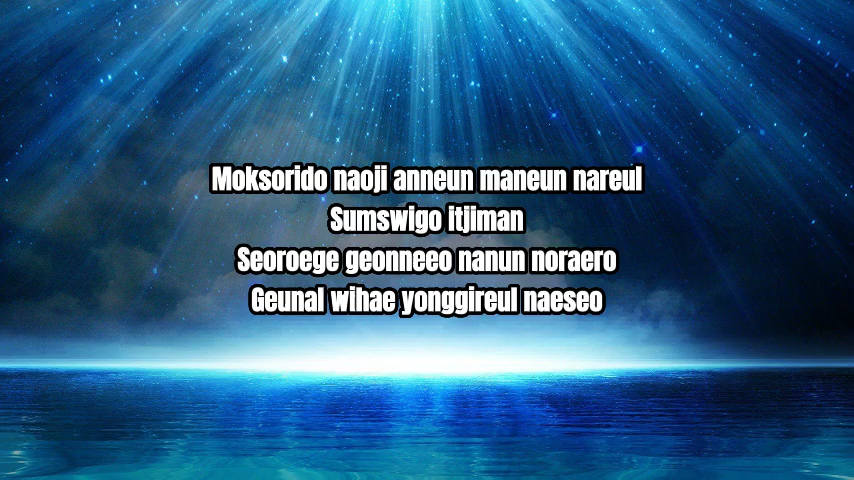 Moksorido naoji anneun maneun nareul
Sumswigo itjiman
Seoroege geonneeo nanun noraero
Geunal wihae yonggireul naeseo